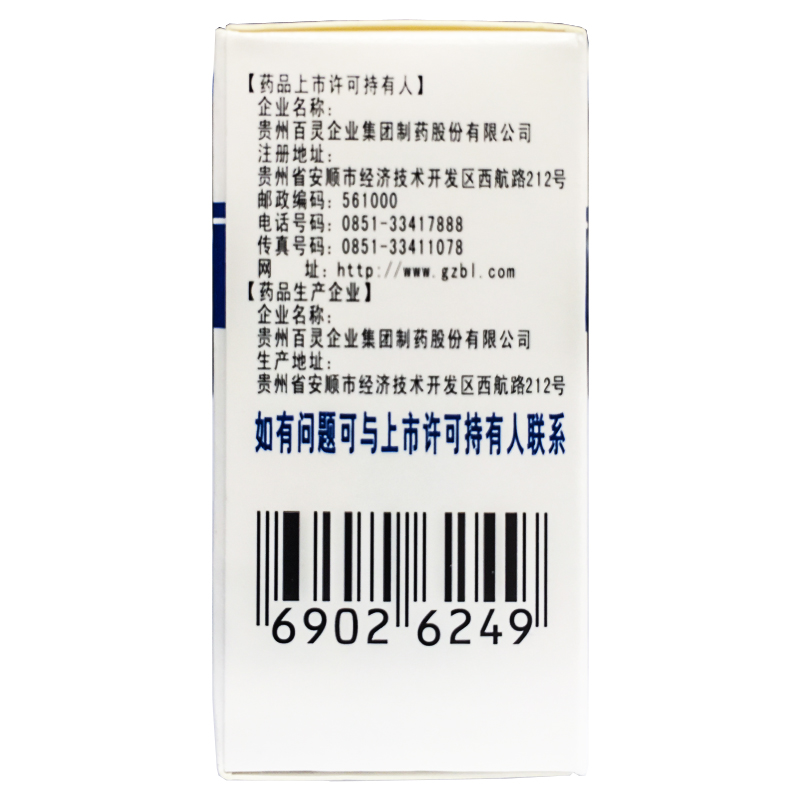 【药品上市许可持有人】
企业名称：
贵州百灵企业集团制药股份有限公司
注册地址：
贵州省安顺市经济技术开发区西航路212号
邮政编码：561000
电话号码：0851-33417888
传真号码：0851-33411078
网 址：http://www.gzbl.com
【药品生产企业】
企业名称：
贵州百灵企业集团制药股份有限公司
生产地址：
贵州省安顺市经济技术开发区西航路212号
如有问题可与上市许可持有人联系
6902 6249